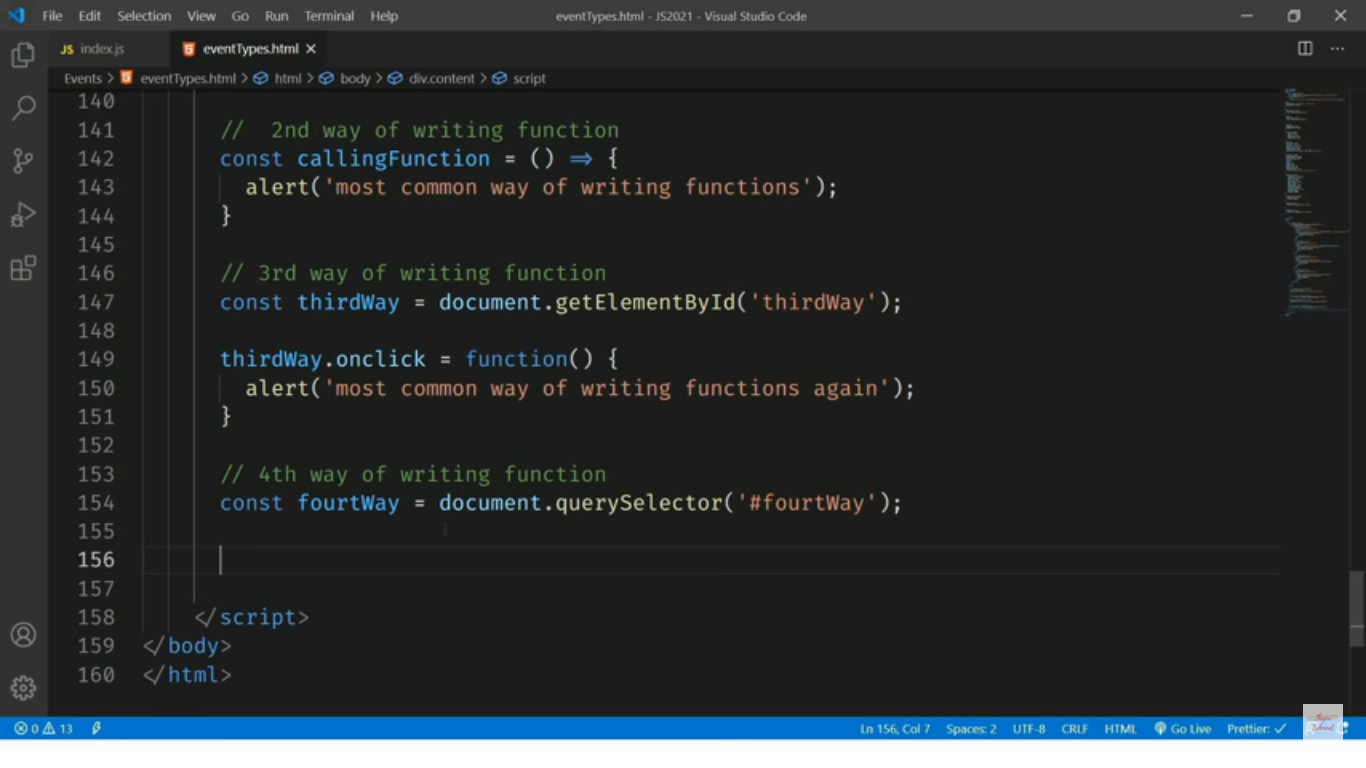 File Edit Selection View Go Run Terminal Help eventTypes.html - JS2021 - Visual Studio Code
JS index.js eventTypes.html
Events > eventTypes.html > html > body > div.content > script
140
141 // 2nd way of writing function
142 const callingFunction = () => {
143 alert('most common way of writing functions');
144 }
145
146 // 3rd way of writing function
147 const thirdWay = document.getElementById('thirdWay');
148
149 thirdWay.onclick = function() {
150 alert('most common way of writing functions again');
151 }
152
153 // 4th way of writing function
154 const fourtWay = document.querySelector('#fourtWay');
155
156
157
158 </script>
159 </body>
160 </html>
0 13 Ln 156, Col 7 Spaces: 2 UTF-8 CRLF HTML Go Live Prettier: ✓